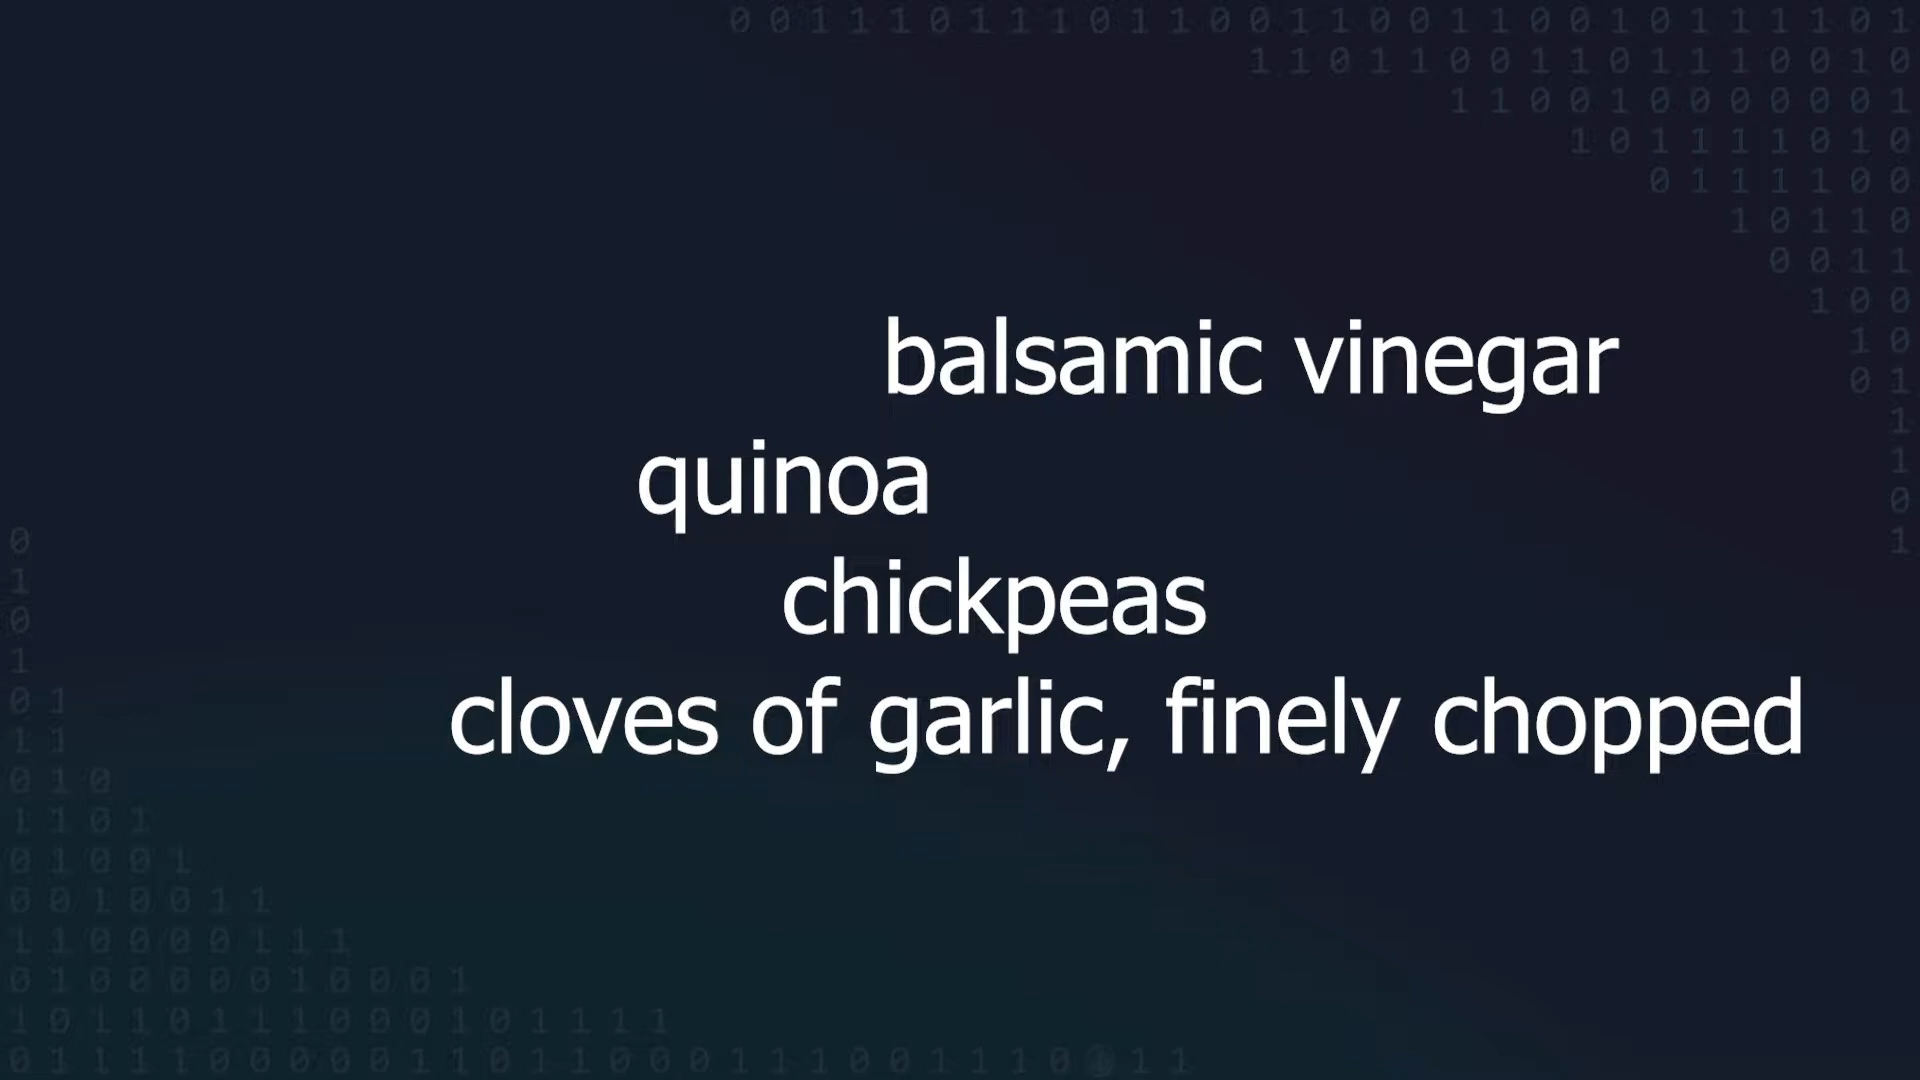 balsamic vinegar
quinoa
chickpeas
cloves of garlic, finely chopped